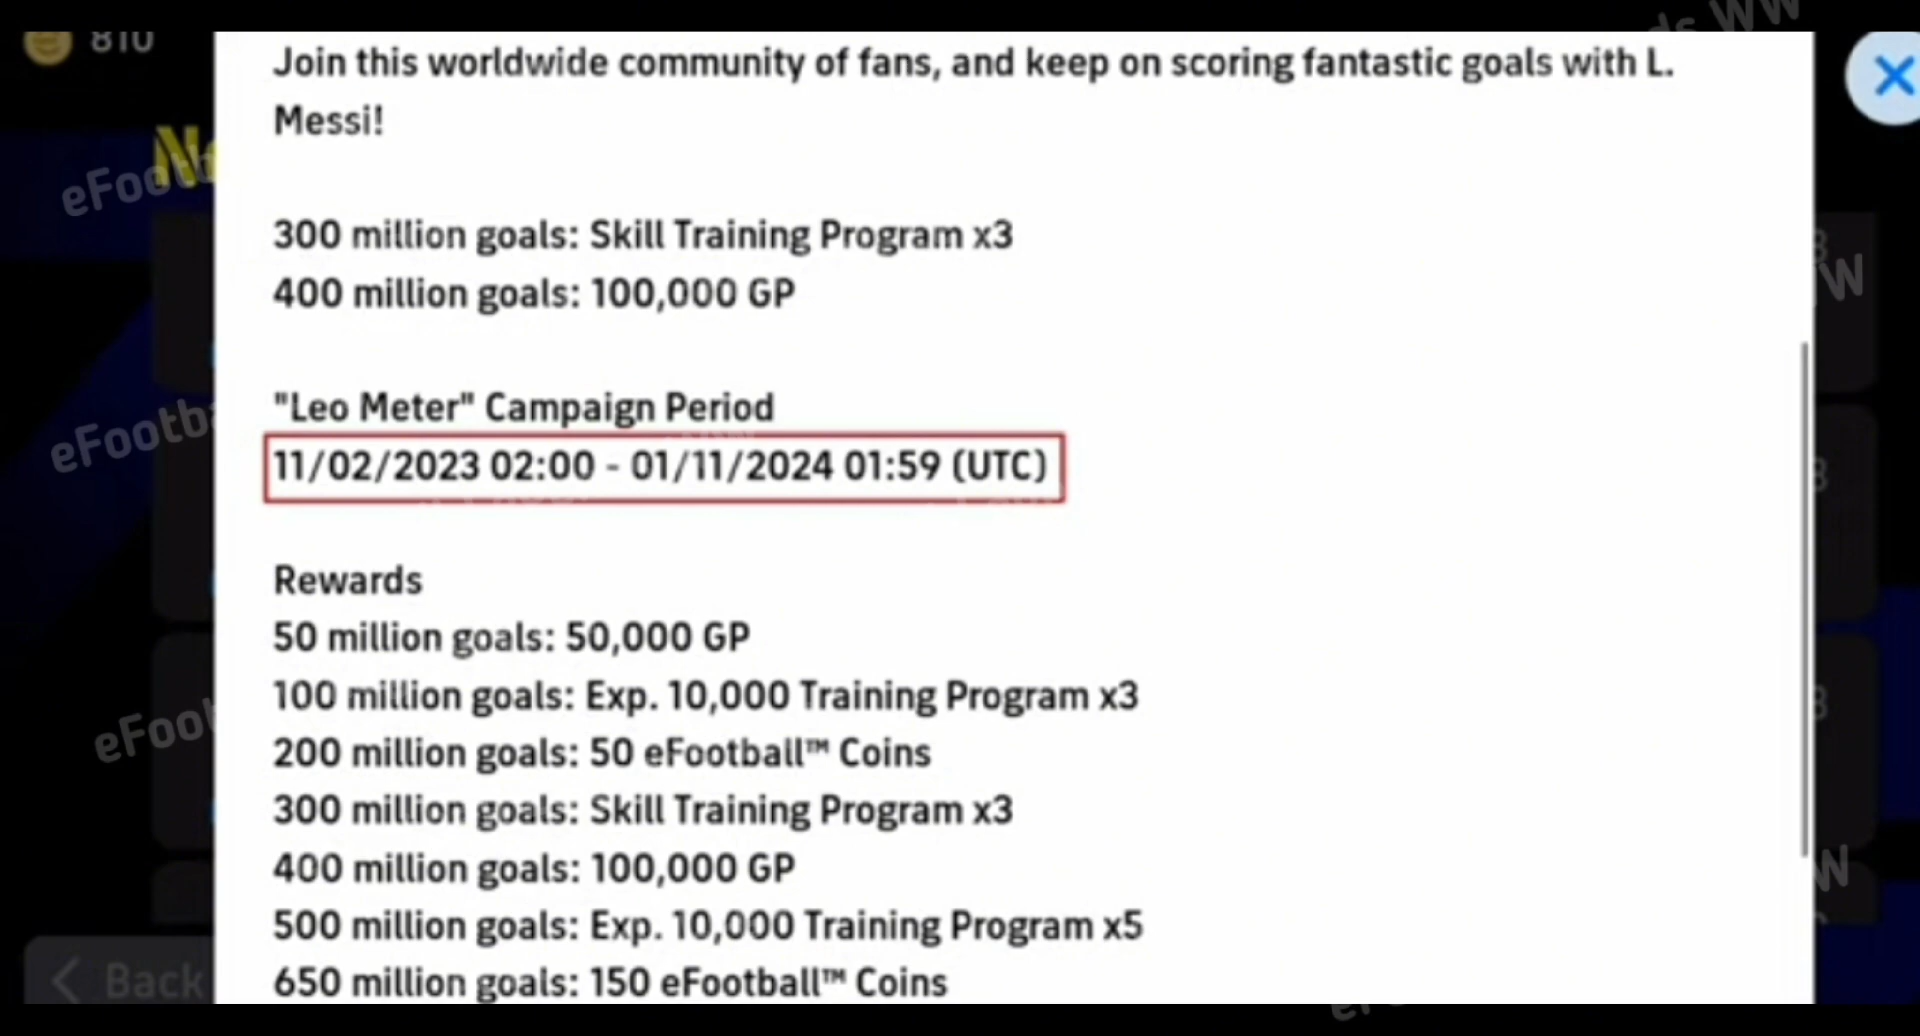 810
Join this worldwide community of fans, and keep on scoring fantastic goals with L.
Messi!
300 million goals: Skill Training Program x3
400 million goals: 100,000 GP
"Leo Meter" Campaign Period
11/02/2023 02:00 - 01/11/2024 01:59 (UTC)
Rewards
50 million goals: 50,000 GP
100 million goals: Exp. 10,000 Training Program x3
200 million goals: 50 eFootball™ Coins
300 million goals: Skill Training Program x3
400 million goals: 100,000 GP
500 million goals: Exp. 10,000 Training Program x5
650 million goals: 150 eFootball™ Coins
Back